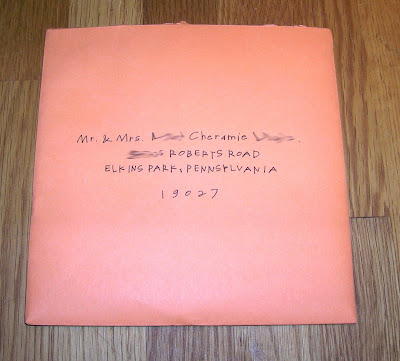 Mr. & Mrs. Cheramie
ROBERTS ROAD
ELKINS PARK, PENNSYLVANIA
19027